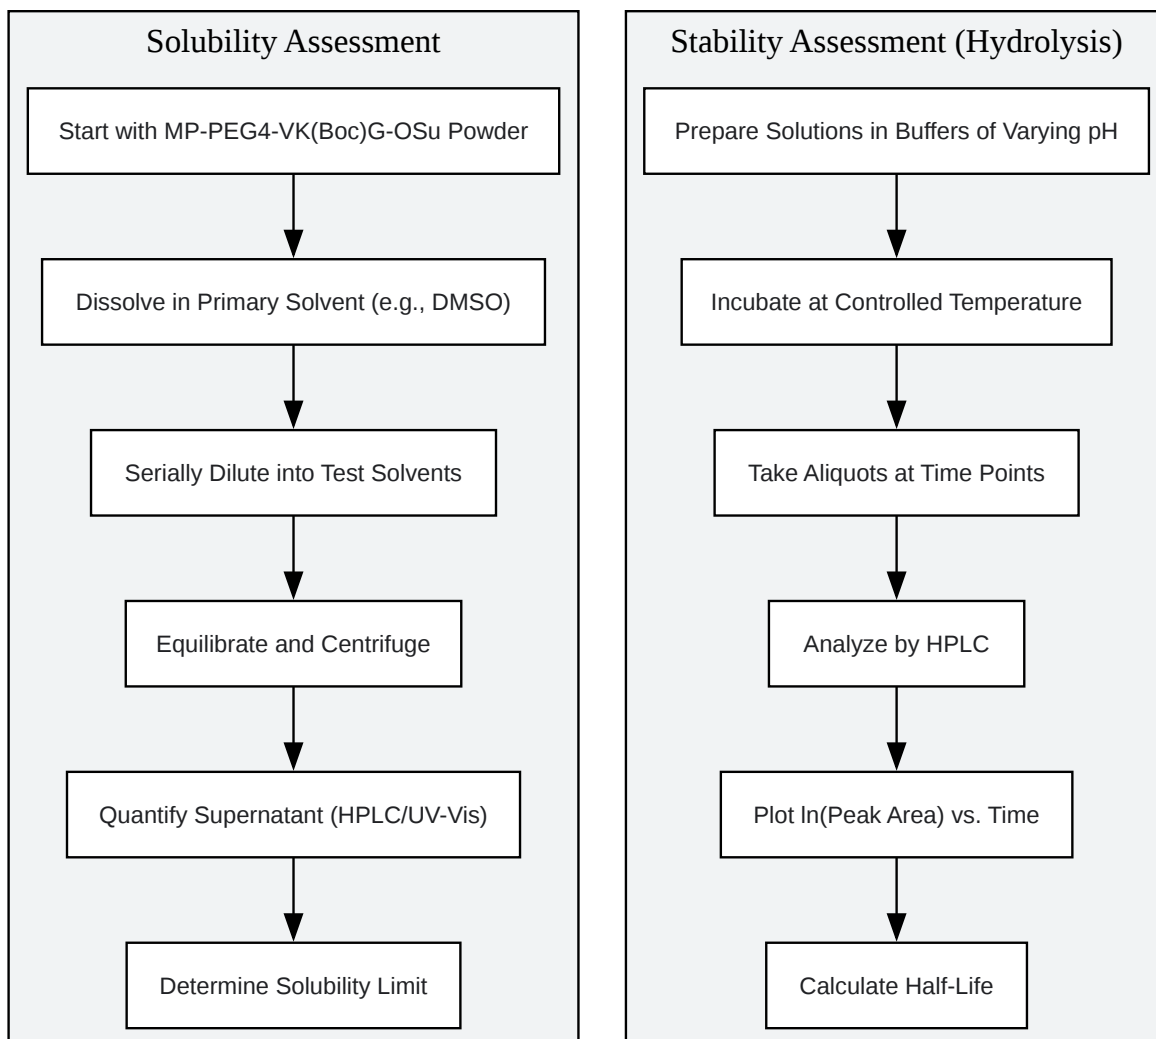 Solubility Assessment
Start with MP-PEG4-VK(Boc)G-OSu Powder
Dissolve in Primary Solvent (e.g., DMSO)
Serially Dilute into Test Solvents
Equilibrate and Centrifuge
Quantify Supernatant (HPLC/UV-Vis)
Determine Solubility Limit
Stability Assessment (Hydrolysis)
Prepare Solutions in Buffers of Varying pH
Incubate at Controlled Temperature
Take Aliquots at Time Points
Analyze by HPLC
Plot ln(Peak Area) vs. Time
Calculate Half-Life